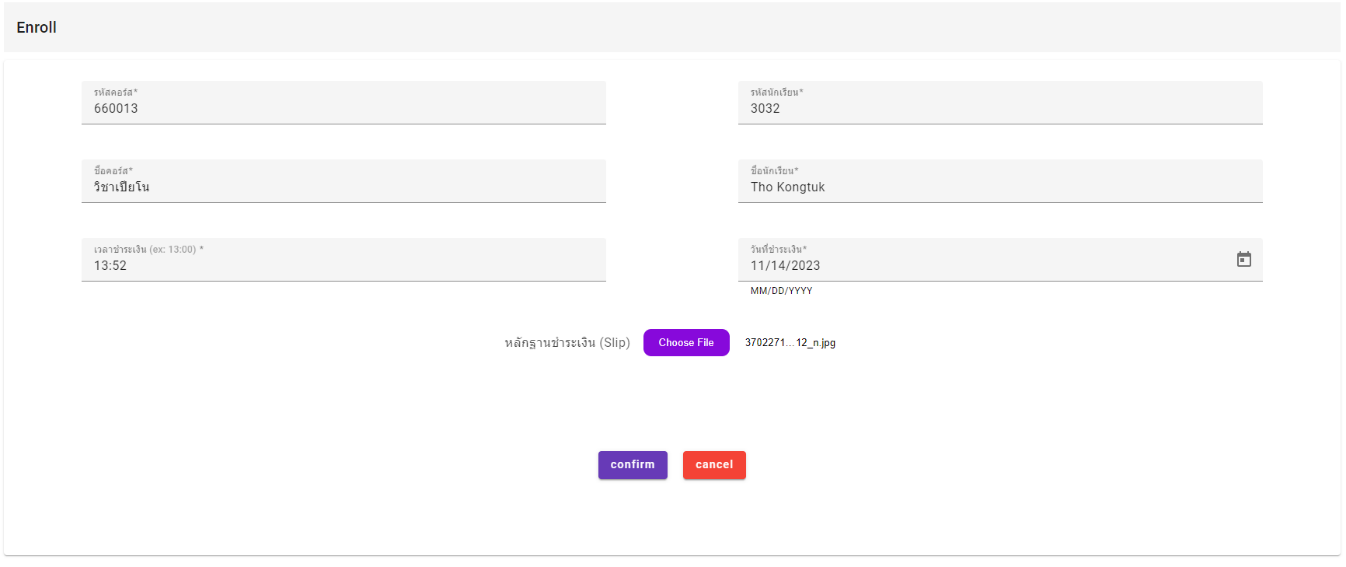 Enroll
รหัสคอร์ส*
660013
รหัสนักเรียน*
3032
ชื่อคอร์ส*
วิชาเปียโน
ชื่อนักเรียน*
Tho Kongtuk
เวลาชำระเงิน (ex: 13:00) *
13:52
วันที่ชำระเงิน*
11/14/2023
MM/DD/YYYY
หลักฐานชำระเงิน (Slip) Choose File 3702271...12_n.jpg
confirm cancel